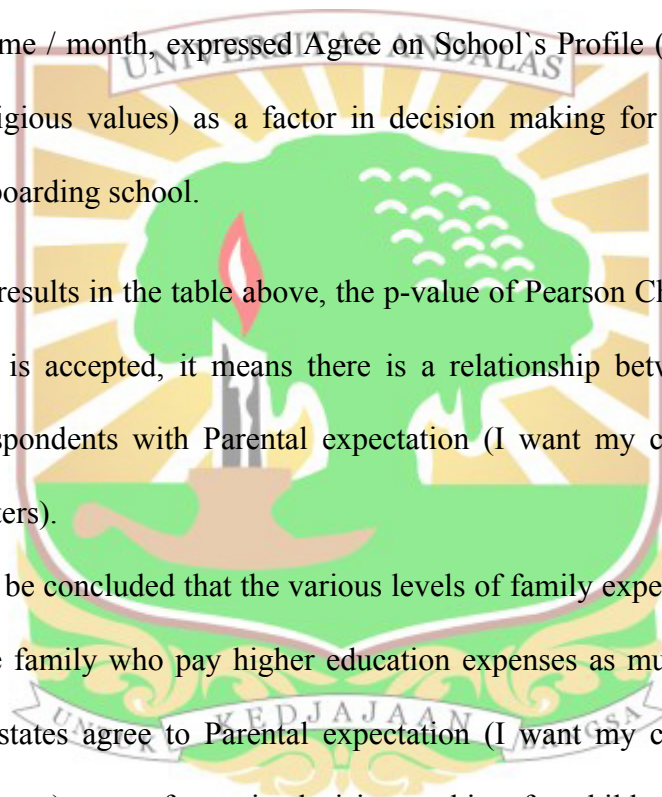 me / month, expressed Agree on School`s Profile (
UNIVERSITAS ANDALAS
igious values) as a factor in decision making for
boarding school.
results in the table above, the p-value of Pearson Ch
is accepted, it means there is a relationship betw
spondents with Parental expectation (I want my c
ters).
be concluded that the various levels of family expe
e family who pay higher education expenses as mu
states agree to Parental expectation (I want my c
UNTUK KEDJAJAAN BANGSA